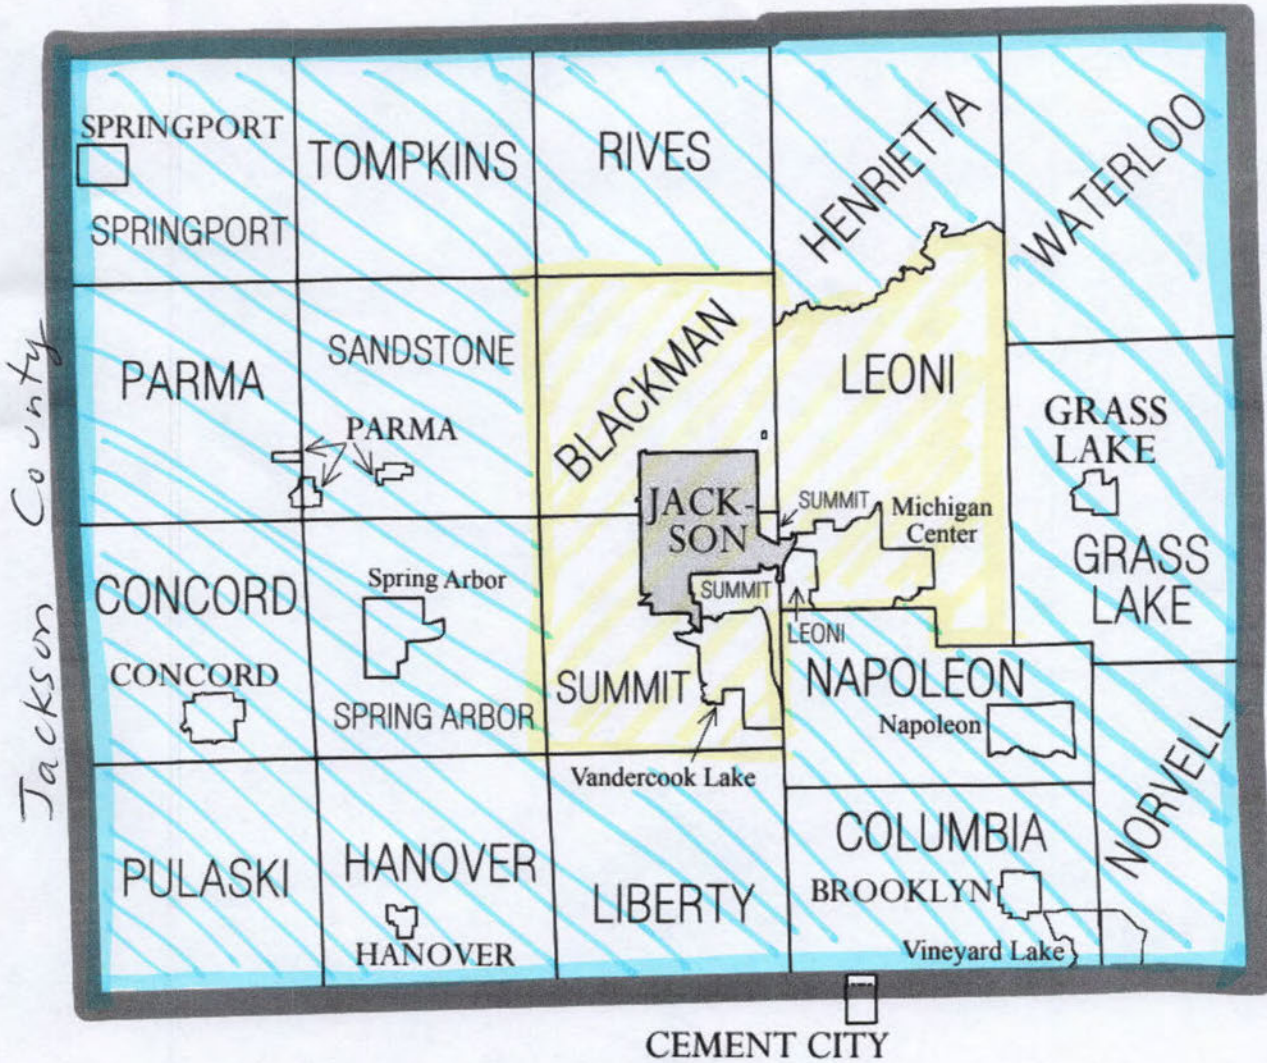 SPRINGPORT
SPRINGPORT
TOMPKINS
RIVES
HENRIETTA
WATERLOO
PARMA
SANDSTONE
PARMA
BLACKMAN
LEONI
GRASS
LAKE
GRASS
LAKE
JACK-
SON
SUMMIT
Michigan
Center
SUMMIT
LEONI
CONCORD
CONCORD
Spring Arbor
SPRING ARBOR
SUMMIT
Vandercook Lake
NAPOLEON
Napoleon
NORVELL
PULASKI
HANOVER
HANOVER
LIBERTY
COLUMBIA
BROOKLYN
Vineyard Lake
CEMENT CITY
Jackson County